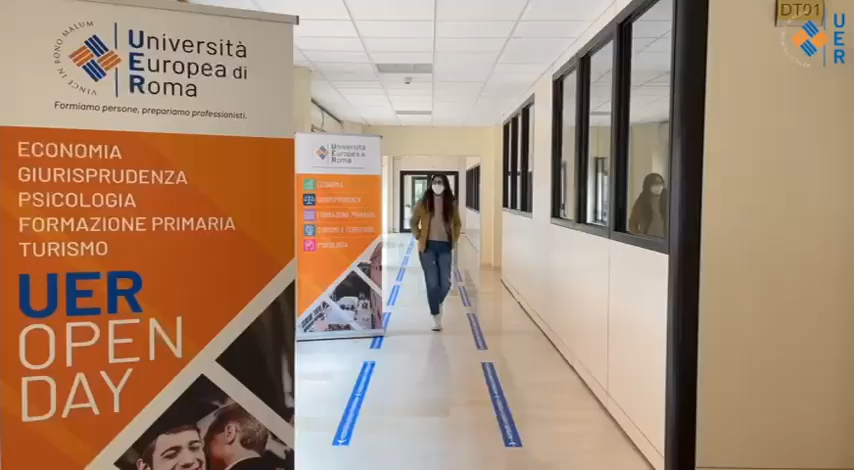 VINCE IN BONO MALUM
Università
Europea di
Roma
Formiamo persone, prepariamo professionisti.
ECONOMIA
GIURISPRUDENZA
PSICOLOGIA
FORMAZIONE PRIMARIA
TURISMO
UER
OPEN
DAY
Università
Europea di
Roma
ECONOMIA
GIURISPRUDENZA
FORMAZIONE PRIMARIA
PSICOLOGIA
DT01
UER